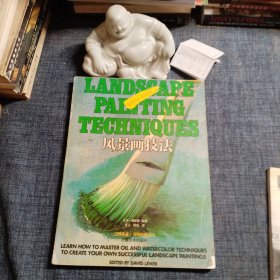 LANDSCAPE
PAINTING
TECHNIQUES
风景画技法
LEARN HOW TO MASTER OIL AND WATERCOLOR TECHNIQUES
TO CREATE YOUR OWN SUCCESSFUL LANDSCAPE PAINTINGS
EDITED BY DAVID LEWIS